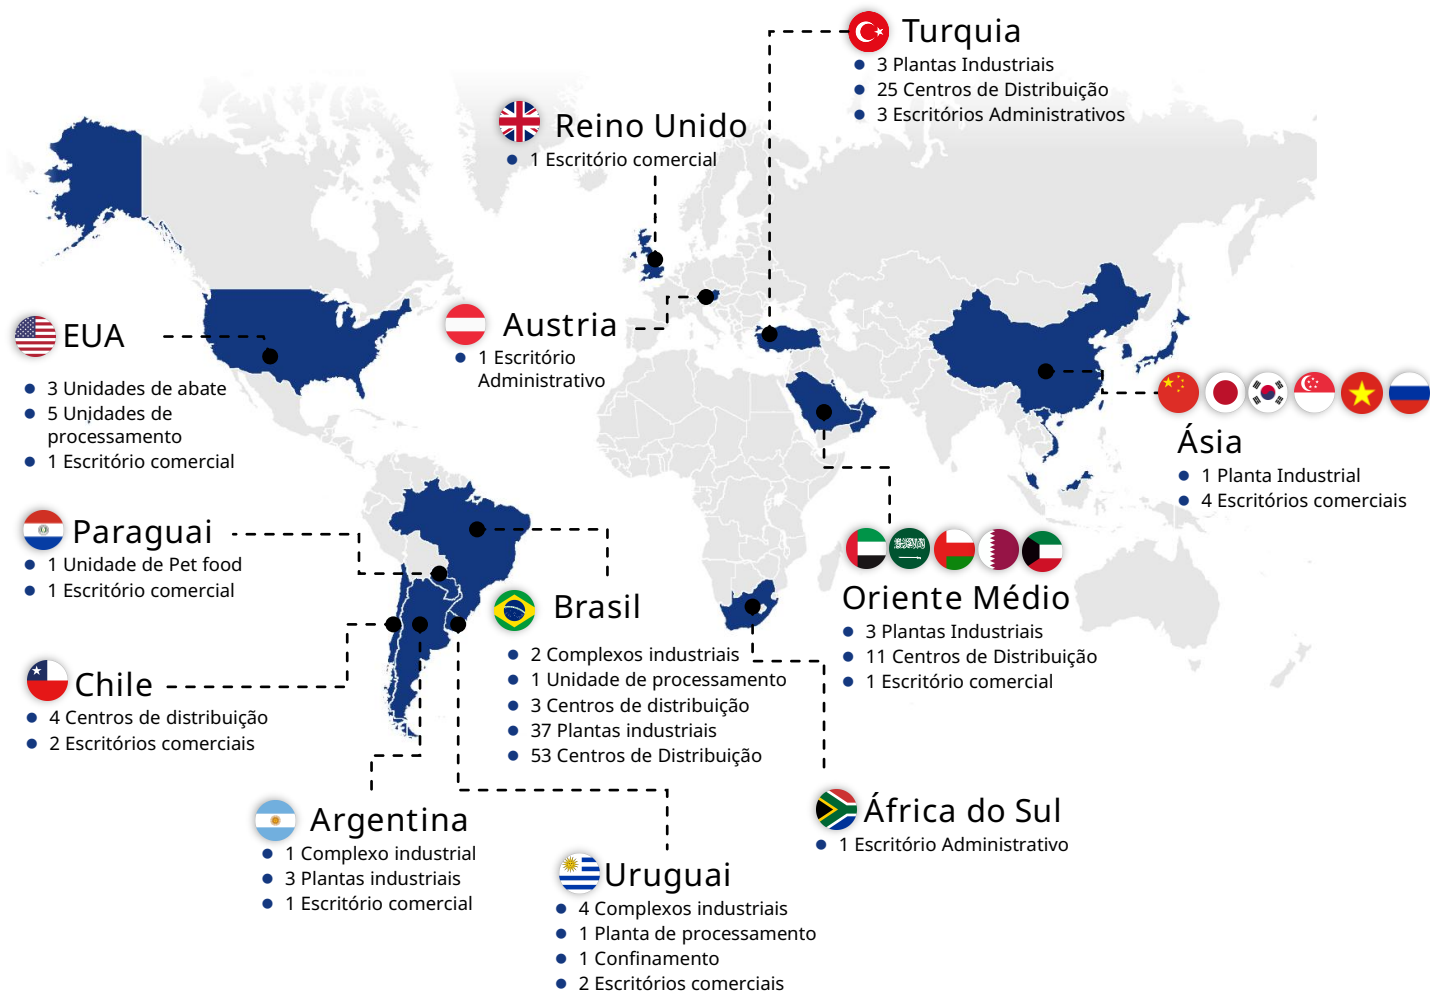 Turquia
3 Plantas Industriais
25 Centros de Distribuição
3 Escritórios Administrativos
Reino Unido
1 Escritório comercial
EUA
3 Unidades de abate
5 Unidades de
processamento
1 Escritório comercial
Austria
1 Escritório
Administrativo
Ásia
1 Planta Industrial
4 Escritórios comerciais
Paraguai
1 Unidade de Pet food
1 Escritório comercial
Brasil
2 Complexos industriais
1 Unidade de processamento
3 Centros de distribuição
37 Plantas industriais
53 Centros de Distribuição
Oriente Médio
3 Plantas Industriais
11 Centros de Distribuição
1 Escritório comercial
Chile
4 Centros de distribuição
2 Escritórios comerciais
Argentina
1 Complexo industrial
3 Plantas industriais
1 Escritório comercial
África do Sul
1 Escritório Administrativo
Uruguai
4 Complexos industriais
1 Planta de processamento
1 Confinamento
2 Escritórios comerciais